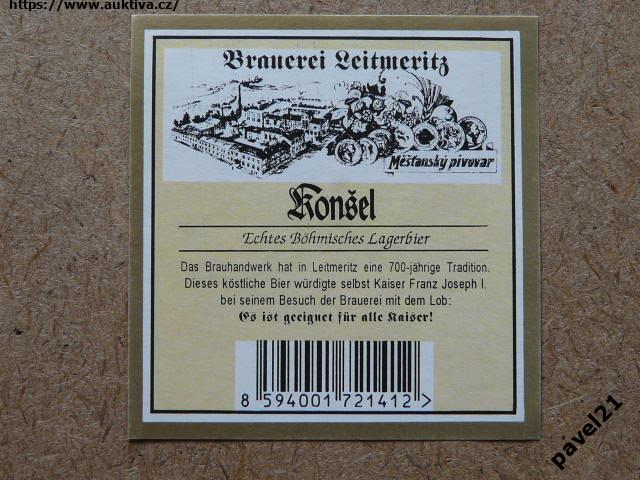 https://www.auktiva.cz/
Brauerei Leitmeritz
Měšťanský pivovar
Konšel
Echtes Böhmisches Lagerbier
Das Brauhandwerk hat in Leitmeritz eine 700-jährige Tradition.
Dieses köstliche Bier würdigte selbst Kaiser Franz Joseph I.
bei seinem Besuch der Brauerei mit dem Lob:
Es ist geeignet für alle Kaiser!
8 594001 721412 >
pavel21